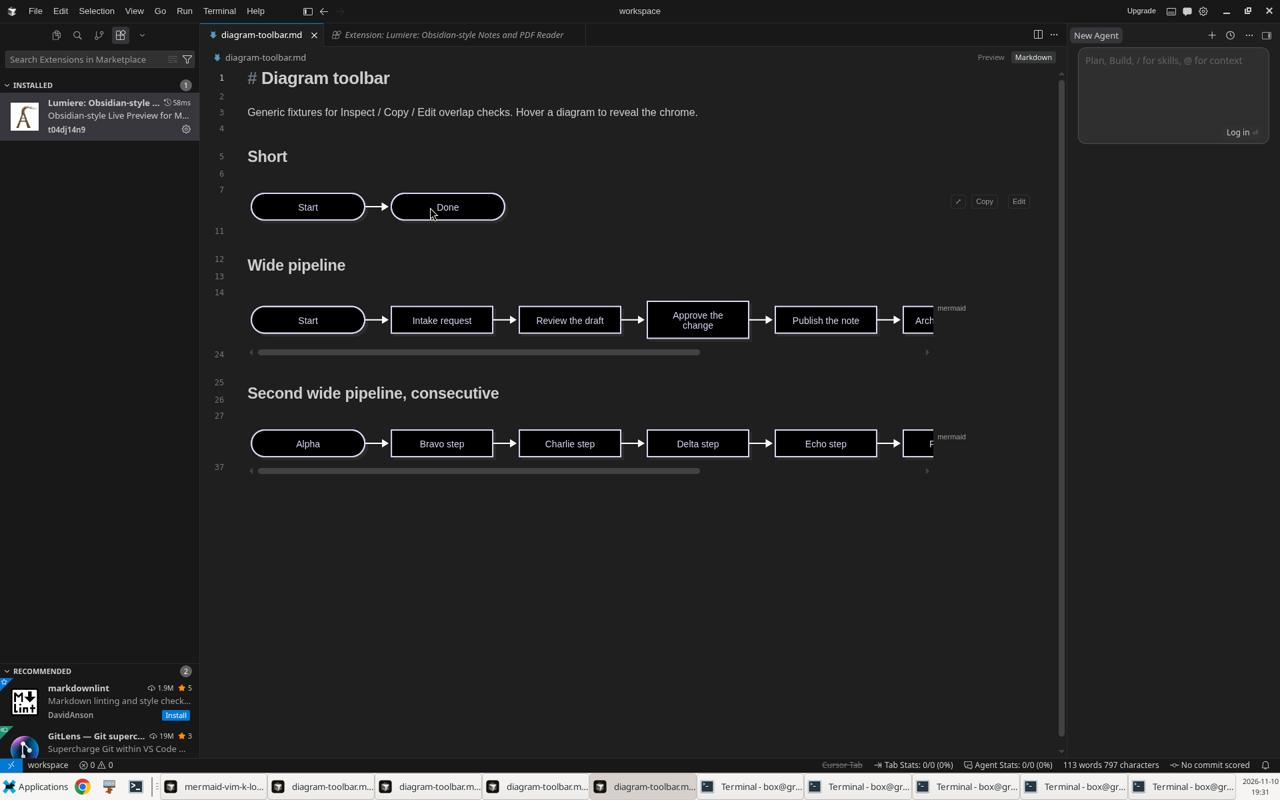 File Edit Selection View Go Run Terminal Help
workspace
Upgrade
diagram-toolbar.md
Extension: Lumiere: Obsidian-style Notes and PDF Reader
New Agent
Search Extensions in Marketplace
diagram-toolbar.md
Preview Markdown
Plan, Build, / for skills, @ for context
Log in
INSTALLED 1
Lumiere: Obsidian-style ... 58ms
Obsidian-style Live Preview for M...
t04dj14n9
1 # Diagram toolbar
2
3 Generic fixtures for Inspect / Copy / Edit overlap checks. Hover a diagram to reveal the chrome.
4
5 Short
6
7
Start Done
Copy Edit
11
12 Wide pipeline
13
14
Start Intake request Review the draft Approve the change Publish the note Arch
mermaid
24
25 Second wide pipeline, consecutive
26
27
Alpha Bravo step Charlie step Delta step Echo step F
mermaid
37
RECOMMENDED 2
markdownlint 1.9M 5
Markdown linting and style check...
DavidAnson Install
GitLens — Git superc... 19M 3
Supercharge Git within VS Code ...
workspace 0 0
Cursor Tab Tab Stats: 0/0 (0%) Agent Stats: 0/0 (0%) 113 words 797 characters No commit scored
Applications
mermaid-vim-k-lo...
diagram-toolbar.m...
diagram-toolbar.m...
diagram-toolbar.m...
diagram-toolbar.m...
Terminal - box@gr...
Terminal - box@gr...
Terminal - box@gr...
Terminal - box@gr...
Terminal - box@gr...
2026-11-10
19:31